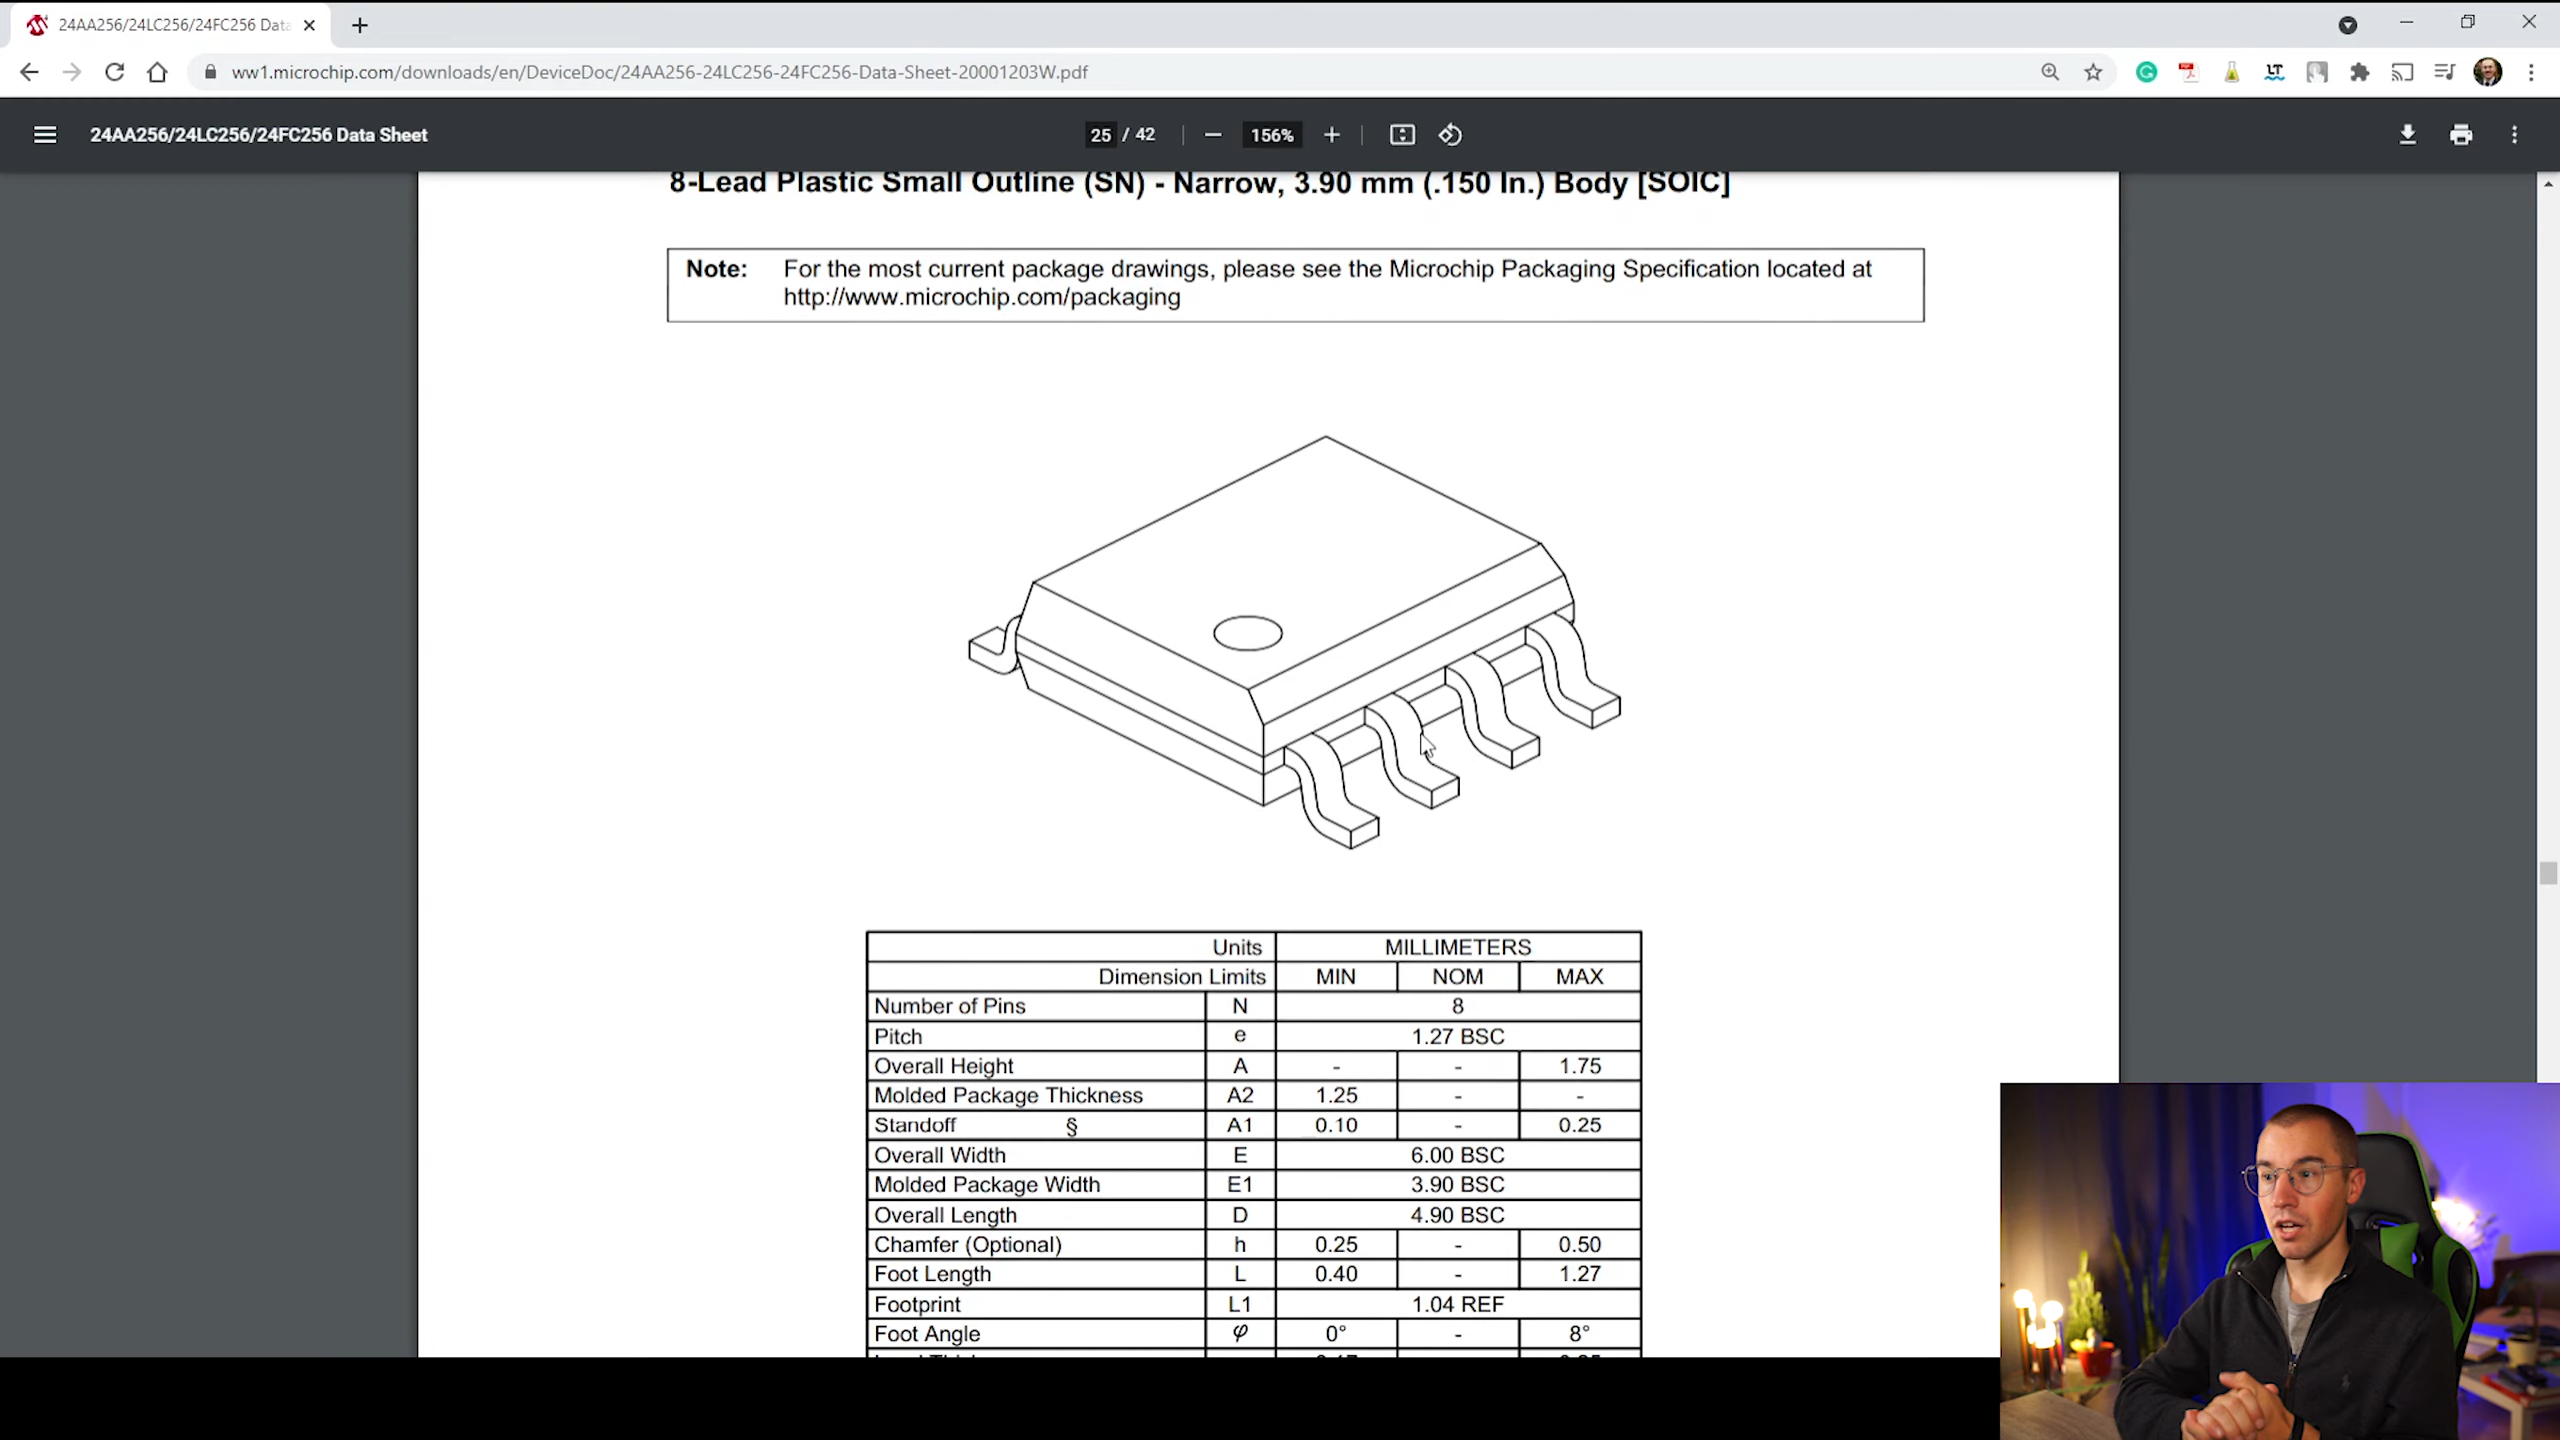 24AA256/24LC256/24FC256 Data
ww1.microchip.com/downloads/en/DeviceDoc/24AA256-24LC256-24FC256-Data-Sheet-20001203W.pdf
24AA256/24LC256/24FC256 Data Sheet
25 / 42
156%
8-Lead Plastic Small Outline (SN) - Narrow, 3.90 mm (.150 In.) Body [SOIC]
Note: For the most current package drawings, please see the Microchip Packaging Specification located at
http://www.microchip.com/packaging
Units MILLIMETERS
Dimension Limits MIN NOM MAX
Number of Pins N 8
Pitch e 1.27 BSC
Overall Height A - - 1.75
Molded Package Thickness A2 1.25 - -
Standoff § A1 0.10 - 0.25
Overall Width E 6.00 BSC
Molded Package Width E1 3.90 BSC
Overall Length D 4.90 BSC
Chamfer (Optional) h 0.25 - 0.50
Foot Length L 0.40 - 1.27
Footprint L1 1.04 REF
Foot Angle φ 0° - 8°